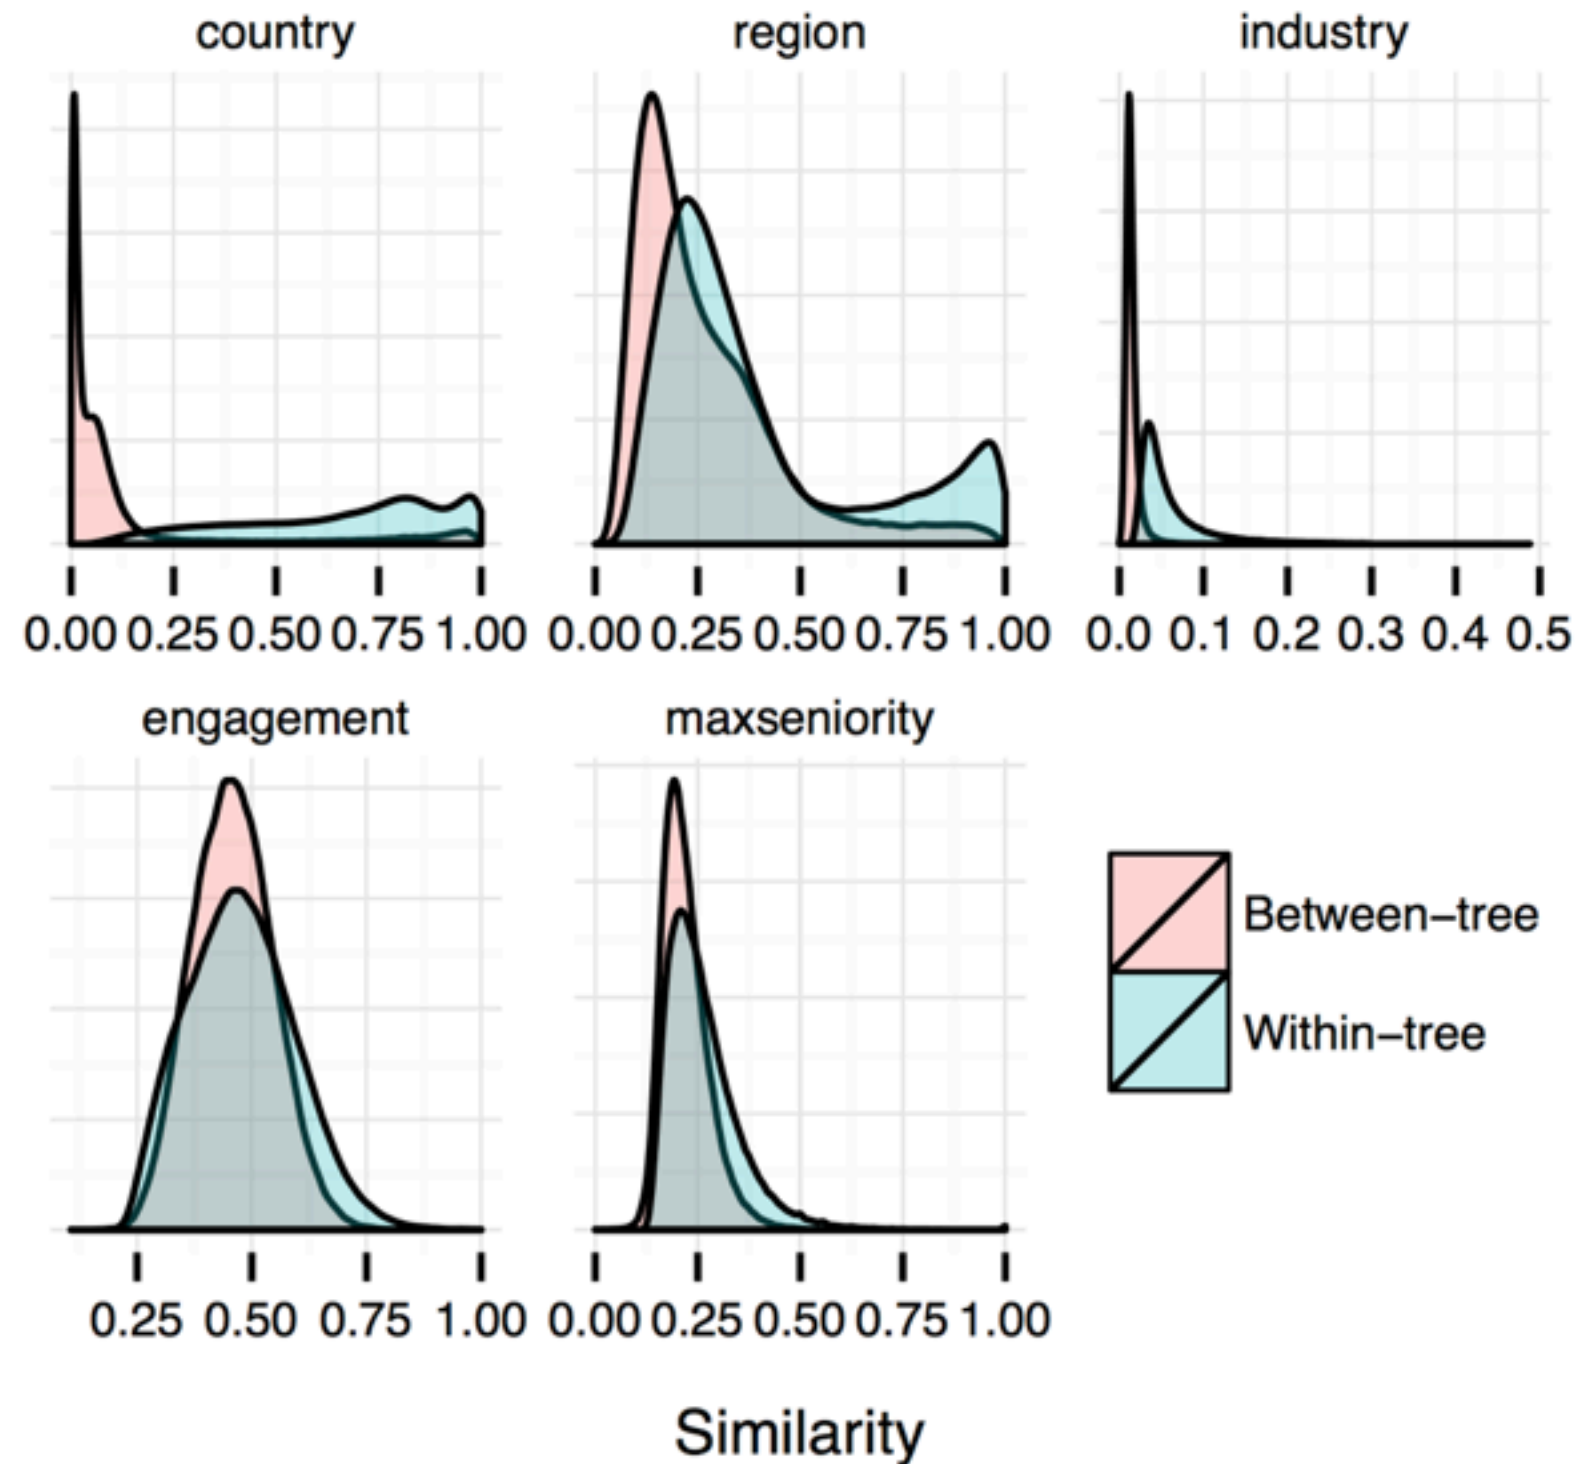 country region industry
0.00 0.25 0.50 0.75 1.00 0.00 0.25 0.50 0.75 1.00 0.0 0.1 0.2 0.3 0.4 0.5
engagement maxseniority
Between-tree
Within-tree
0.25 0.50 0.75 1.00 0.00 0.25 0.50 0.75 1.00
Similarity